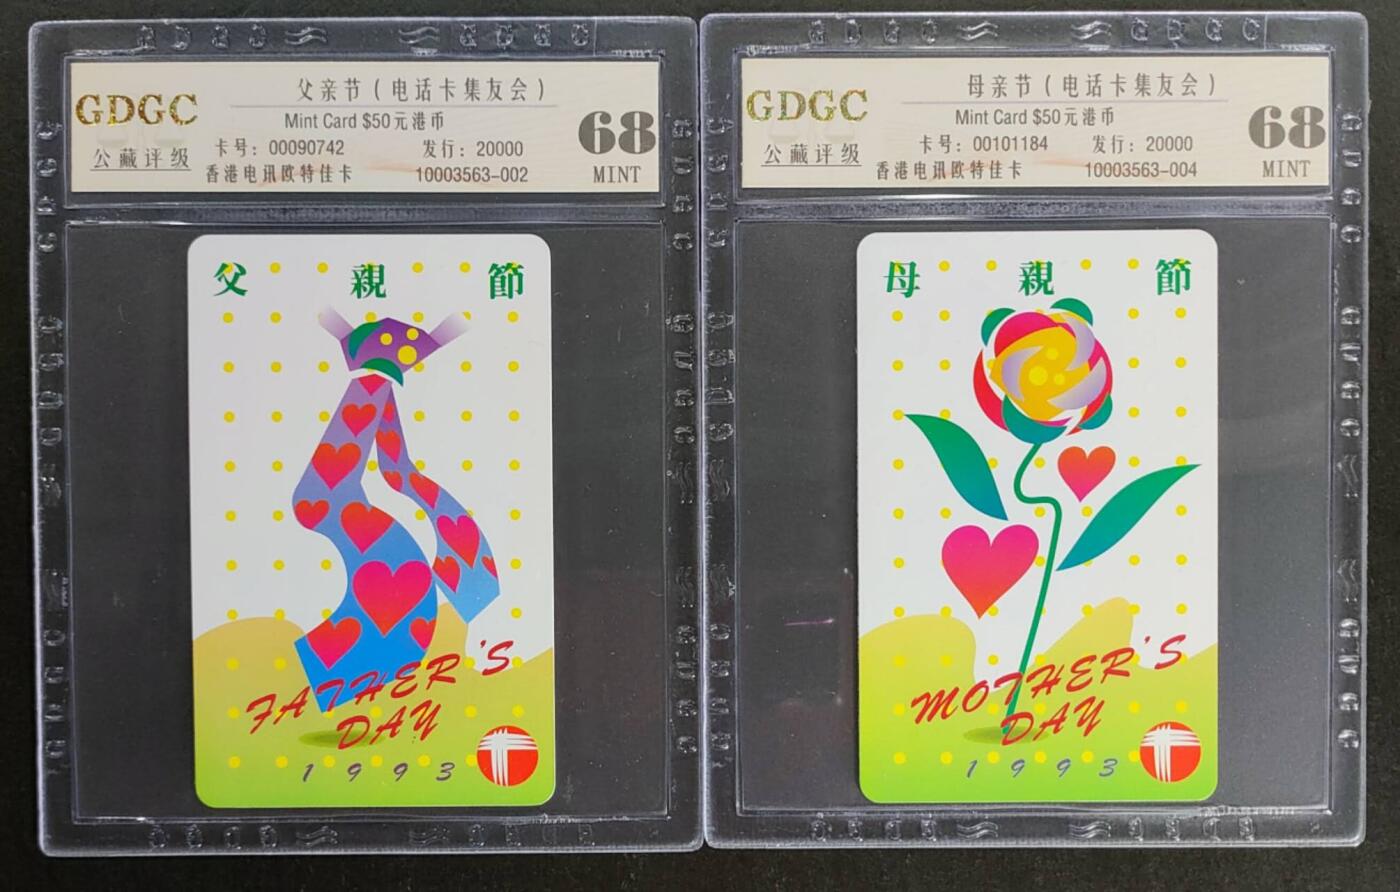 GDGC
公藏评级
父亲节（电话卡集友会）
Mint Card $50元港币
卡号：00090742 发行：20000
香港电讯欧特佳卡 10003563-002
68
MINT
父 親 節
FATHER'S
DAY
1993
GDGC
公藏评级
母亲节（电话卡集友会）
Mint Card $50元港币
卡号：00101184 发行：20000
香港电讯欧特佳卡 10003563-004
68
MINT
母 親 節
MOTHER'S
DAY
1993